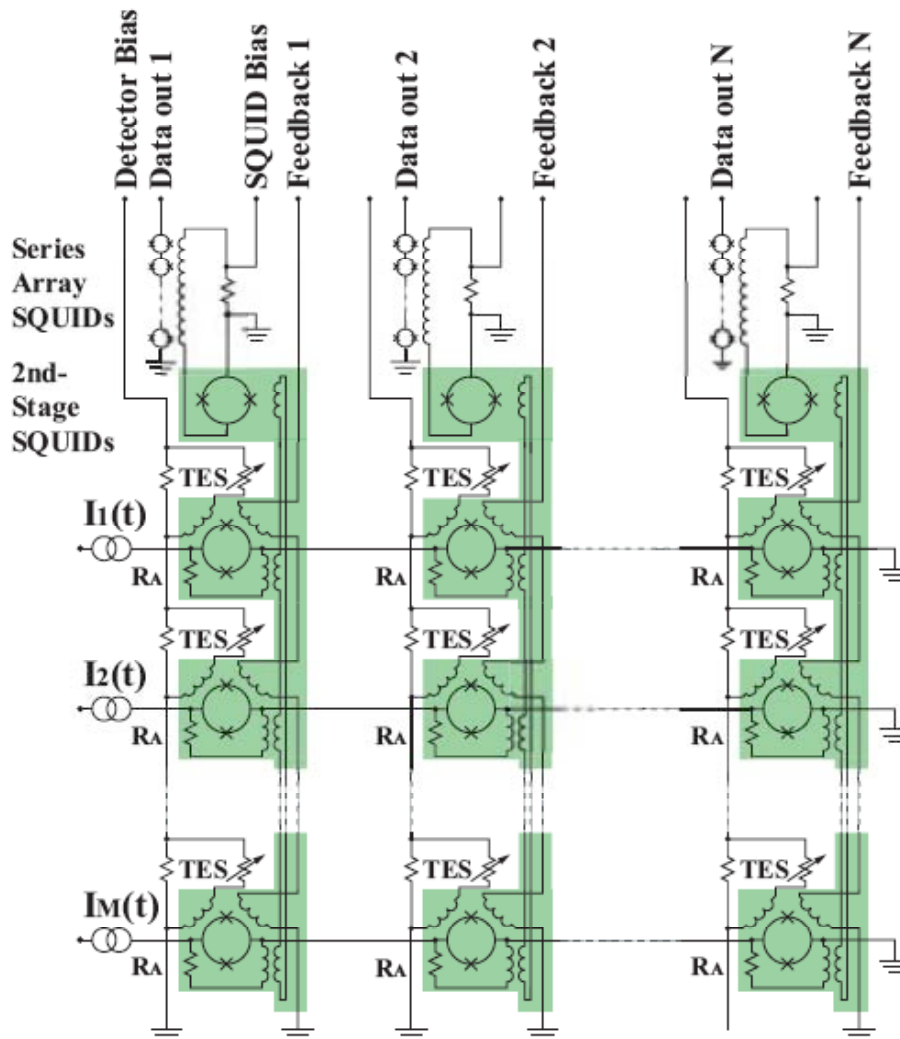 Detector Bias
Data out 1
SQUID Bias
Feedback 1
Data out 2
Feedback 2
Data out N
Feedback N
Series
Array
SQUIDs
2nd-
Stage
SQUIDs
TES
TES
TES
I1(t)
RA
RA
RA
TES
TES
TES
I2(t)
RA
RA
RA
TES
TES
TES
IM(t)
RA
RA
RA